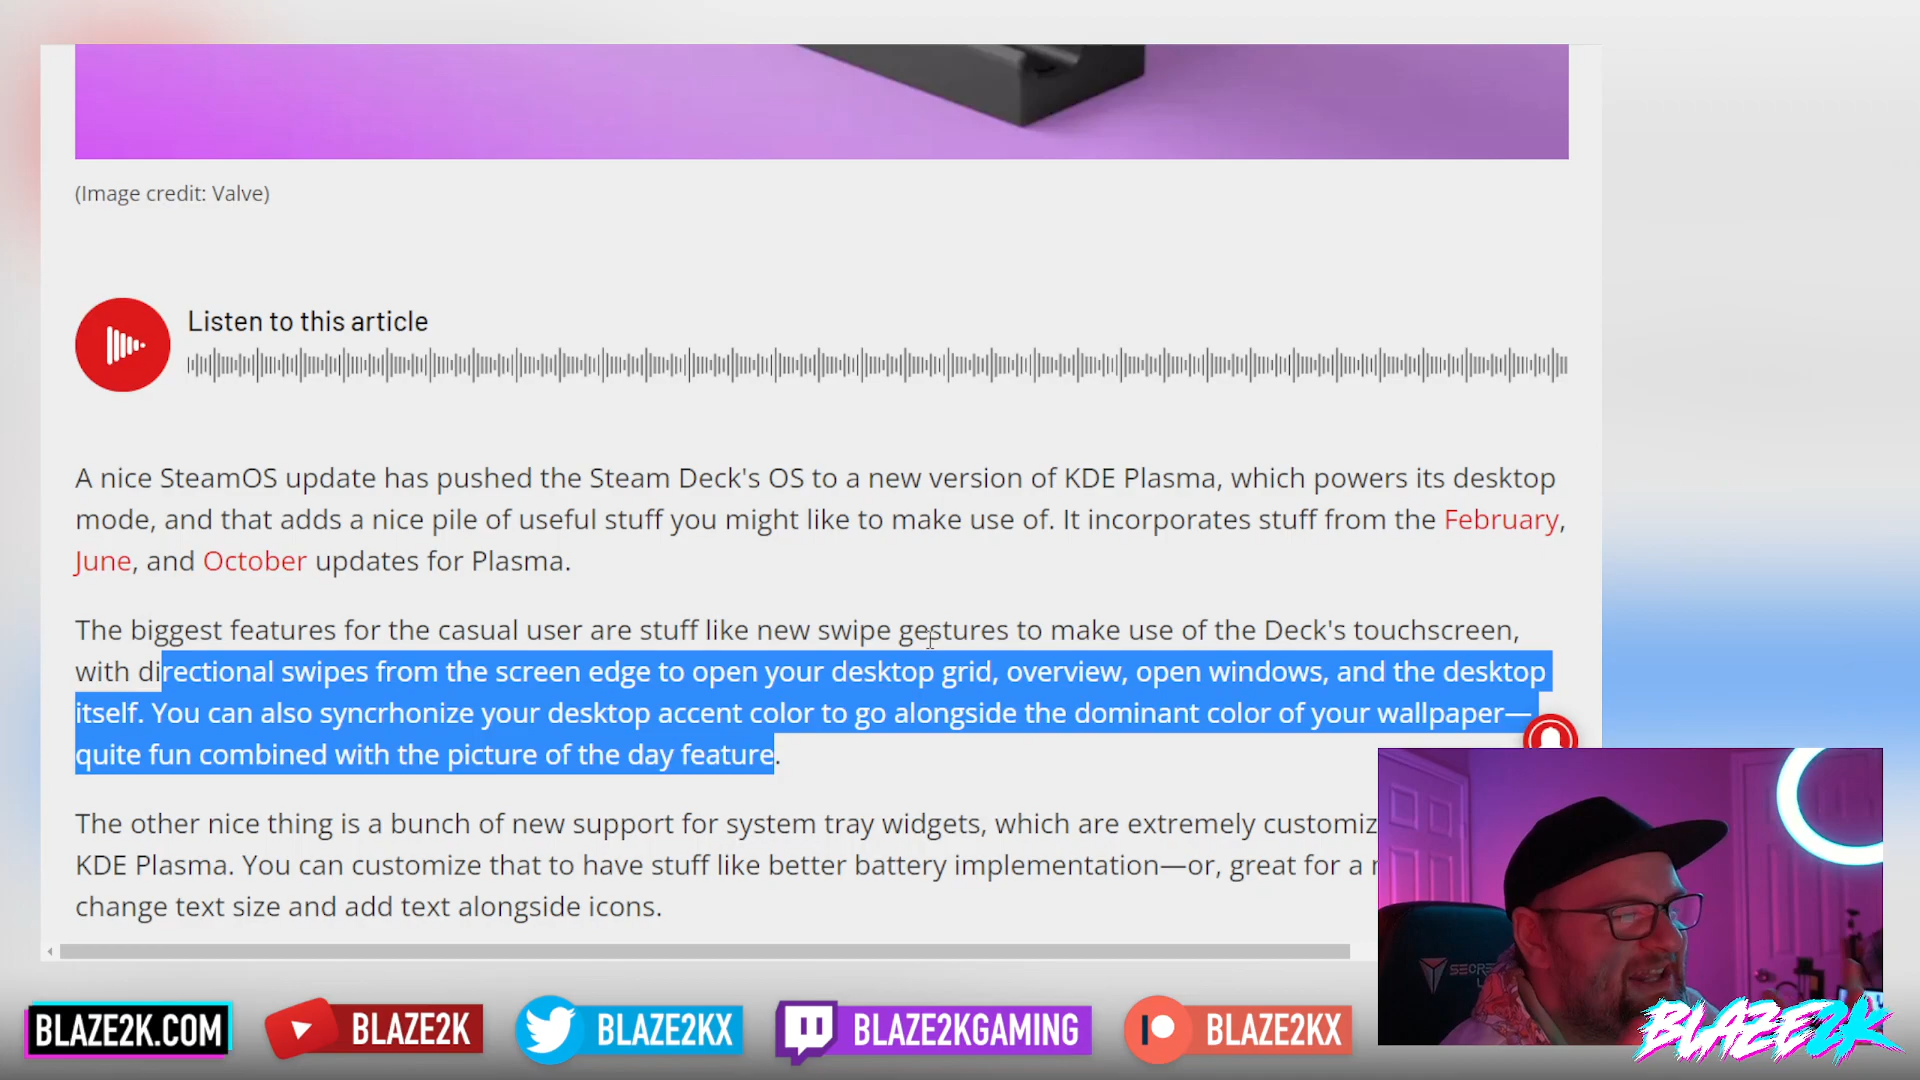 (Image credit: Valve)
Listen to this article
A nice SteamOS update has pushed the Steam Deck's OS to a new version of KDE Plasma, which powers its desktop
mode, and that adds a nice pile of useful stuff you might like to make use of. It incorporates stuff from the February,
June, and October updates for Plasma.
The biggest features for the casual user are stuff like new swipe gestures to make use of the Deck's touchscreen,
with directional swipes from the screen edge to open your desktop grid, overview, open windows, and the desktop
itself. You can also syncrhonize your desktop accent color to go alongside the dominant color of your wallpaper—
quite fun combined with the picture of the day feature.
The other nice thing is a bunch of new support for system tray widgets, which are extremely customiz
KDE Plasma. You can customize that to have stuff like better battery implementation—or, great for a
change text size and add text alongside icons.
BLAZE2K.COM
BLAZE2K
BLAZE2KX
BLAZE2KGAMING
BLAZE2KX
BLAZE2K